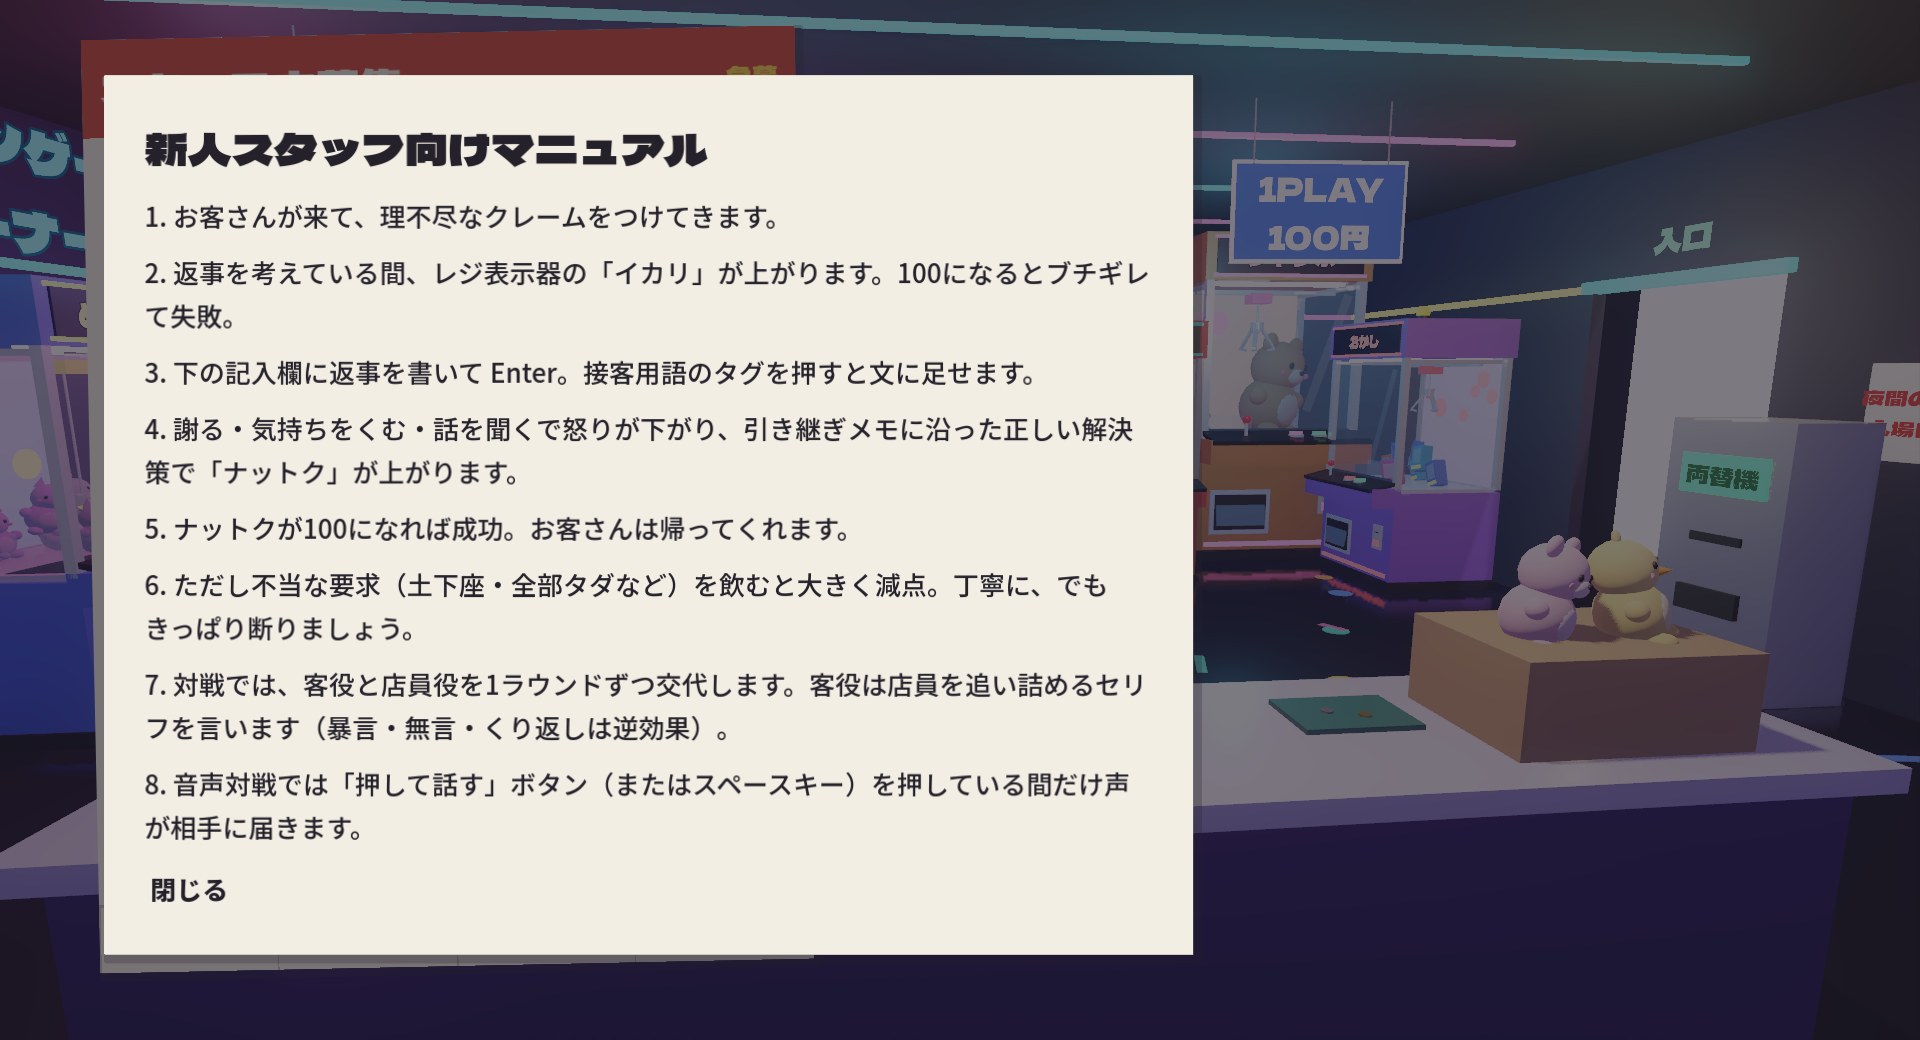 新人スタッフ向けマニュアル
1. お客さんが来て、理不尽なクレームをつけてきます。
2. 返事を考えている間、レジ表示器の「イカリ」が上がります。100になるとブチギレ
て失敗。
3. 下の記入欄に返事を書いて Enter。接客用語のタグを押すと文に足せます。
4. 謝る・気持ちをくむ・話を聞くで怒りが下がり、引き継ぎメモに沿った正しい解決
策で「ナットク」が上がります。
5. ナットクが100になれば成功。お客さんは帰ってくれます。
6. ただし不当な要求（土下座・全部タダなど）を飲むと大きく減点。丁寧に、でも
きっぱり断りましょう。
7. 対戦では、客役と店員役を1ラウンドずつ交代します。客役は店員を追い詰めるセリ
フを言います（暴言・無言・くり返しは逆効果）。
8. 音声対戦では「押して話す」ボタン（またはスペースキー）を押している間だけ声
が相手に届きます。
閉じる
1PLAY
100円
入口
おかし
両替機
夜間の